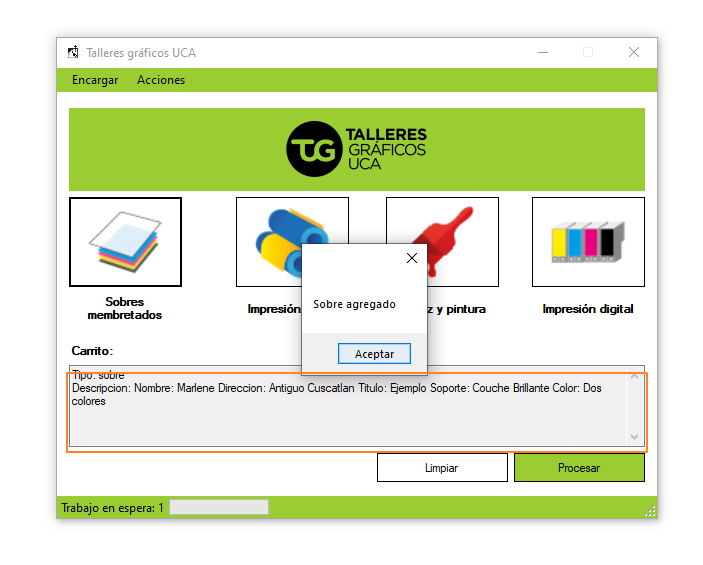 Talleres gráficos UCA
Encargar Acciones
TG TALLERES
GRÁFICOS
UCA
Sobres
membretados
Impresión
z y pintura
Impresión digital
Sobre agregado
Aceptar
Carrito:
Tipo: sobre
Descripcion: Nombre: Marlene Direccion: Antiguo Cuscatlan Titulo: Ejemplo Soporte: Couche Brillante Color: Dos
colores
Limpiar
Procesar
Trabajo en espera: 1